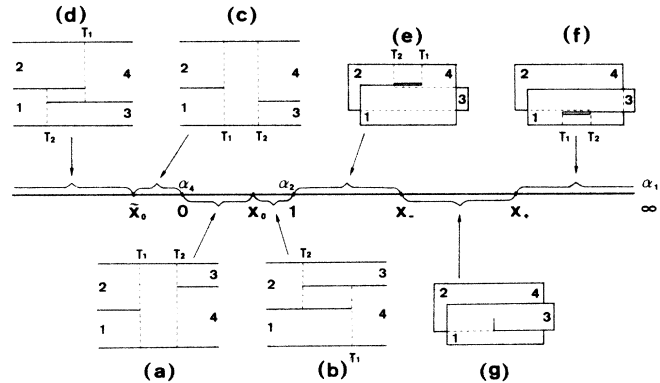 (d) (c) (e) (f)
T₁ T₂ T₁
2 4 2 4 2 4 2 4
1 3 1 3 1 3 1 3
T₂ T₁ T₂ T₁ T₂
α₄ α₂ α₁
x̃₀ 0 x₀ 1 x₋ x₊ ∞
T₁ T₂ T₂
2 3 2 3 2 4
1 4 1 4 1 3
T₁
(a) (b) (g)